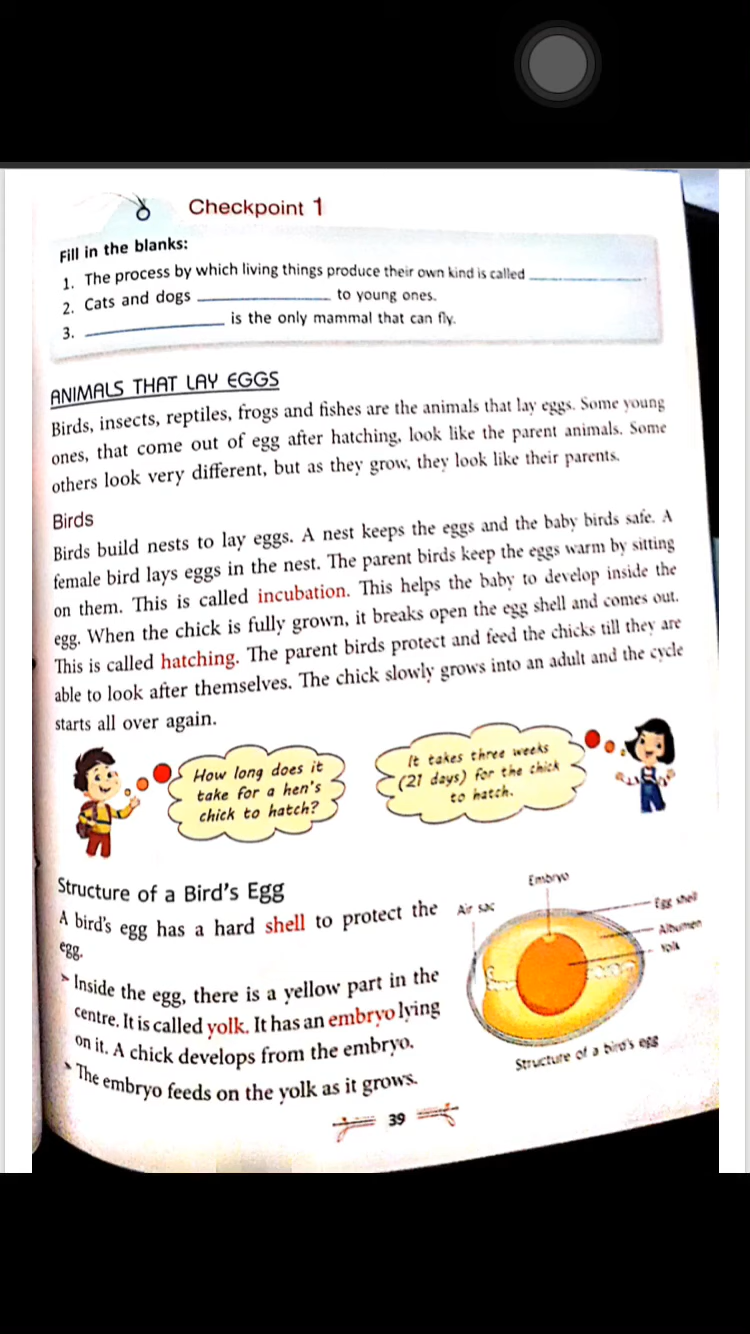 Checkpoint 1
Fill in the blanks:
1. The process by which living things produce their own kind is called ____________.
2. Cats and dogs ____________ to young ones.
3. ____________ is the only mammal that can fly.
ANIMALS THAT LAY EGGS
Birds, insects, reptiles, frogs and fishes are the animals that lay eggs. Some young
ones, that come out of egg after hatching, look like the parent animals. Some
others look very different, but as they grow, they look like their parents.
Birds
Birds build nests to lay eggs. A nest keeps the eggs and the baby birds safe. A
female bird lays eggs in the nest. The parent birds keep the eggs warm by sitting
on them. This is called incubation. This helps the baby to develop inside the
egg. When the chick is fully grown, it breaks open the egg shell and comes out.
This is called hatching. The parent birds protect and feed the chicks till they are
able to look after themselves. The chick slowly grows into an adult and the cycle
starts all over again.
How long does it
take for a hen's
chick to hatch?
It takes three weeks
(21 days) for the chick
to hatch.
Structure of a Bird's Egg
A bird's egg has a hard shell to protect the
egg.
➤ Inside the egg, there is a yellow part in the
centre. It is called yolk. It has an embryo lying
on it. A chick develops from the embryo.
➤ The embryo feeds on the yolk as it grows.
Embryo
Air sac
Egg shell
Albumen
Yolk
Structure of a bird's egg
39